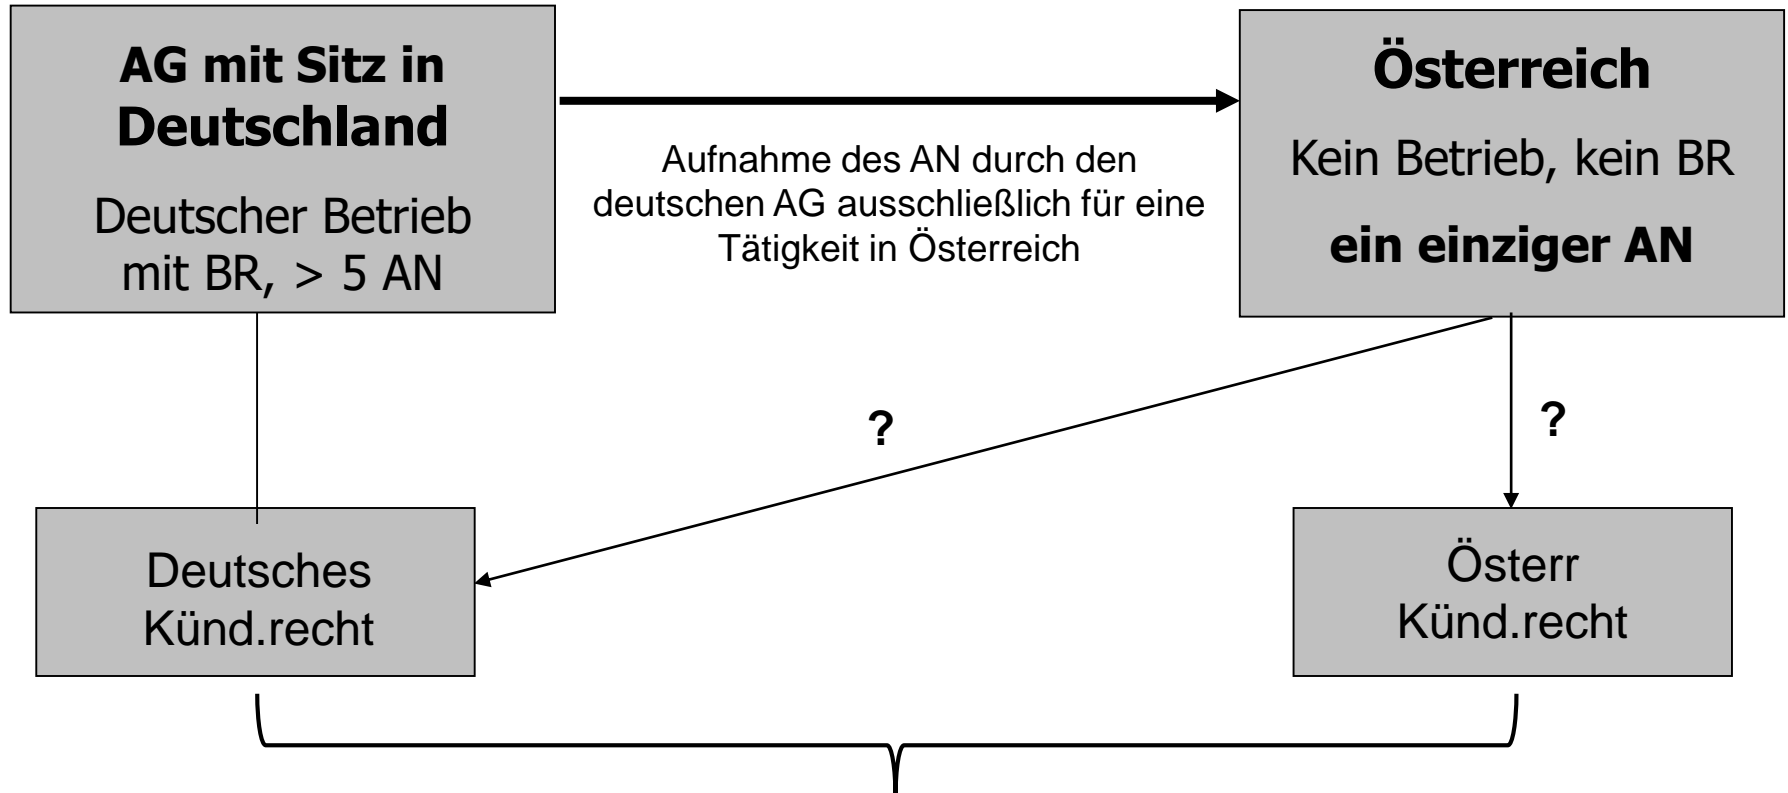 AG mit Sitz in
Deutschland
Deutscher Betrieb
mit BR, > 5 AN
Aufnahme des AN durch den
deutschen AG ausschließlich für eine
Tätigkeit in Österreich
Österreich
Kein Betrieb, kein BR
ein einziger AN
?
?
Deutsches
Künd.recht
Österr
Künd.recht